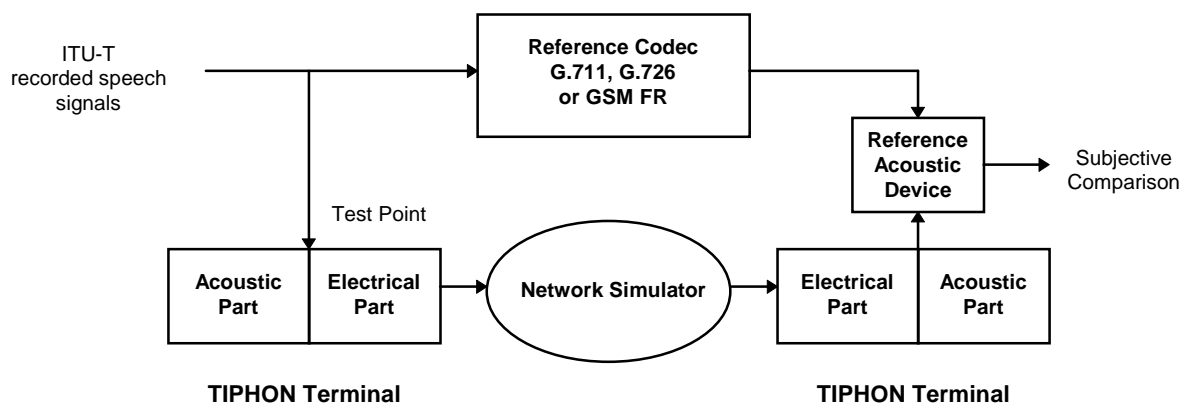 ITU-T
recorded speech
signals
Reference Codec
G.711, G.726
or GSM FR
Reference
Acoustic
Device
Subjective
Comparison
Test Point
Acoustic
Part
Electrical
Part
Network Simulator
Electrical
Part
Acoustic
Part
TIPHON Terminal
TIPHON Terminal